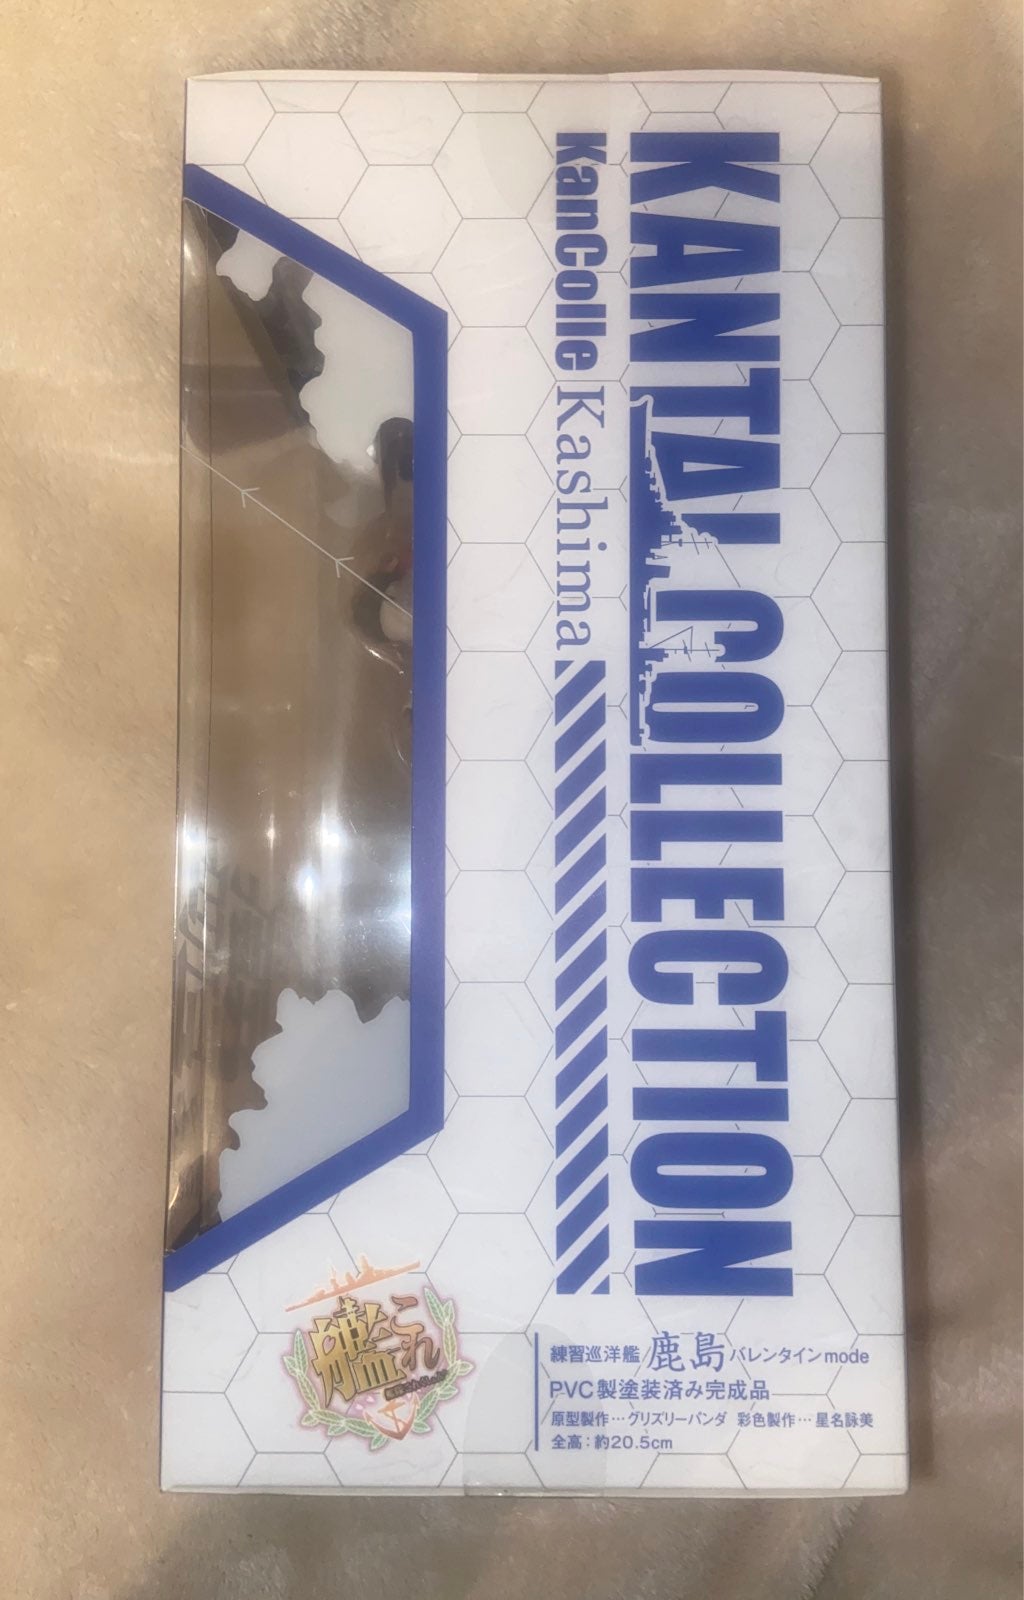 KANTAI COLLECTION
KanColle Kashima
艦これ
練習巡洋艦 鹿島 バレンタインmode
PVC製塗装済み完成品
原型製作…グリズリーパンダ 彩色製作…星名詠美
全高：約20.5cm